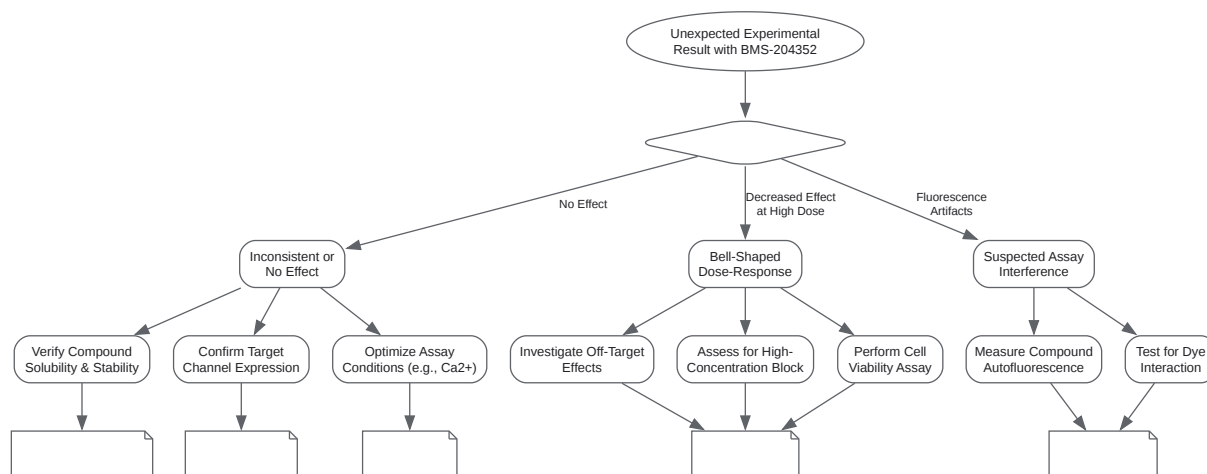 Unexpected Experimental
Result with BMS-204352
No Effect
Decreased Effect
at High Dose
Fluorescence
Artifacts
Inconsistent or
No Effect
Bell-Shaped
Dose-Response
Suspected Assay
Interference
Verify Compound
Solubility & Stability
Confirm Target
Channel Expression
Optimize Assay
Conditions (e.g., Ca2+)
Investigate Off-Target
Effects
Assess for High-
Concentration Block
Perform Cell
Viability Assay
Measure Compound
Autofluorescence
Test for Dye
Interaction